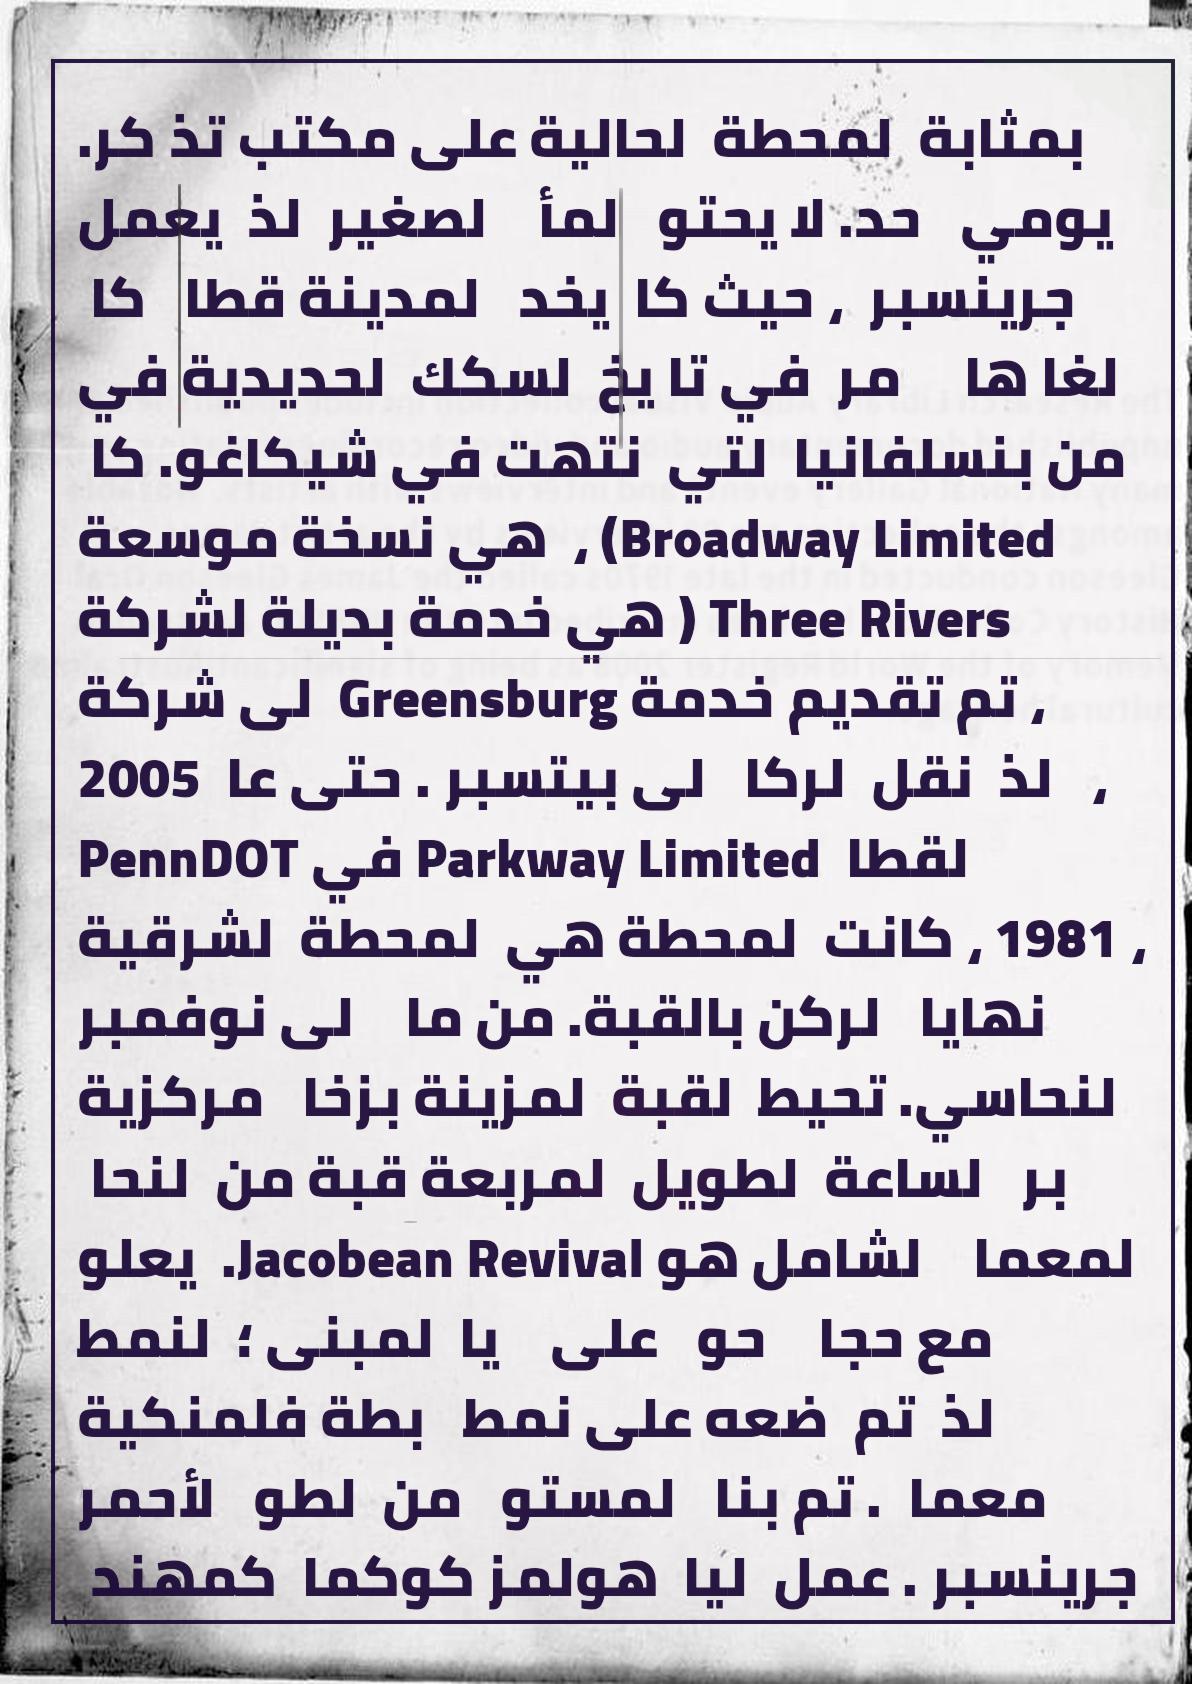 بمثابة لمحطة لحالية على مكتب تذ كر.
يومي حد. لا يحتو لمأ لصغير لذ يعمل
جرينسبر , حيث كا يخد لمدينة قطا كا
لغا ها مر في تا يخ لسكك لحديدية في
من بنسلفانيا لتي نتهت في شيكاغو. كا
Broadway Limited) , هي نسخة موسعة
Three Rivers ( هي خدمة بديلة لشركة
, تم تقديم خدمة Greensburg لى شركة
, لذ نقل لركا لى بيتسبر . حتى عا 2005
لقطا Parkway Limited في PennDOT
, 1981 , كانت لمحطة هي لمحطة لشرقية
نهايا لركن بالقبة. من ما لى نوفمبر
لنحاسي. تحيط لقبة لمزينة بزخا مركزية
بر لساعة لطويل لمربعة قبة من لنحا
لمعما لشامل هو Jacobean Revival. يعلو
مع حجا حو على يا لمبنى ؛ لنمط
لذ تم ضعه على نمط بطة فلمنكية
معما . تم بنا لمستو من لطو لأحمر
جرينسبر . عمل ليا هولمز كوكما كمهند